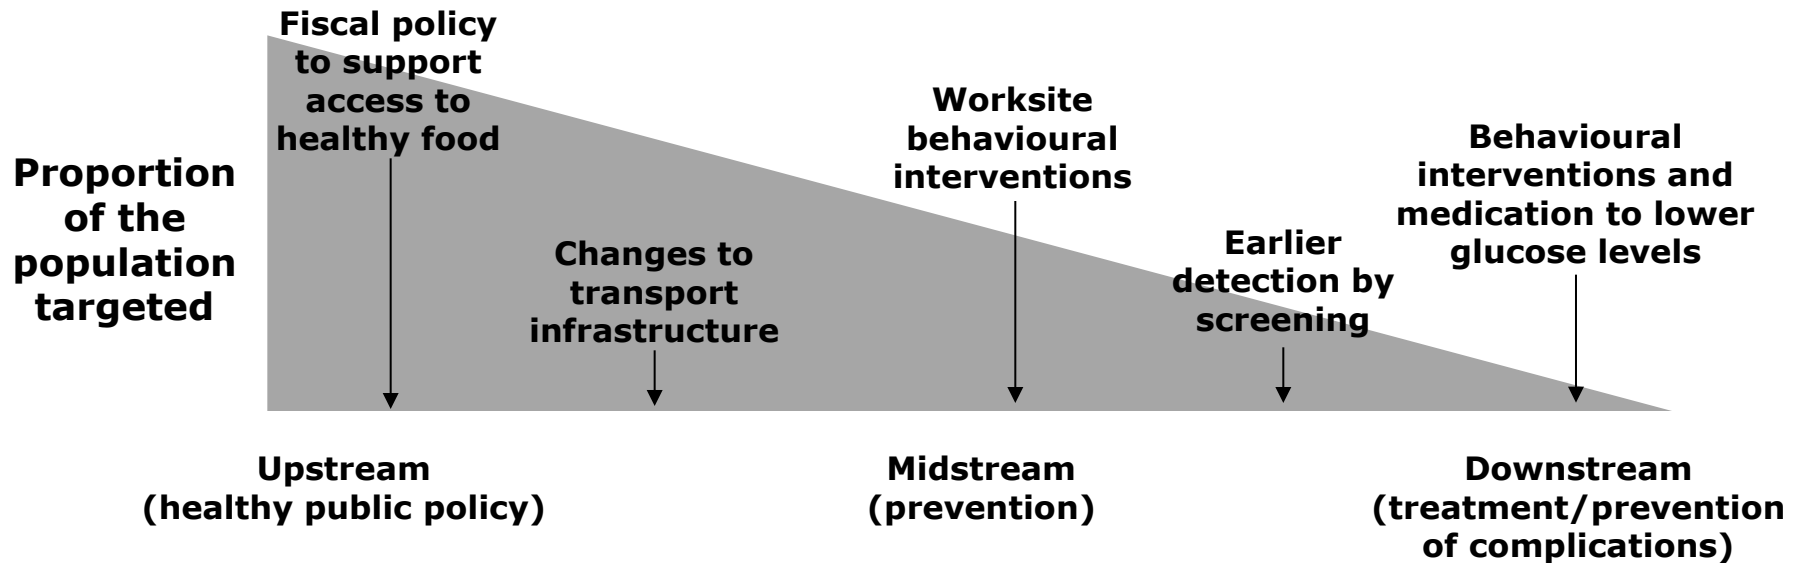 Proportion
of the
population
targeted
Fiscal policy
to support
access to
healthy food
Changes to
transport
infrastructure
Worksite
behavioural
interventions
Earlier
detection by
screening
Behavioural
interventions and
medication to lower
glucose levels
Upstream
(healthy public policy)
Midstream
(prevention)
Downstream
(treatment/prevention
of complications)